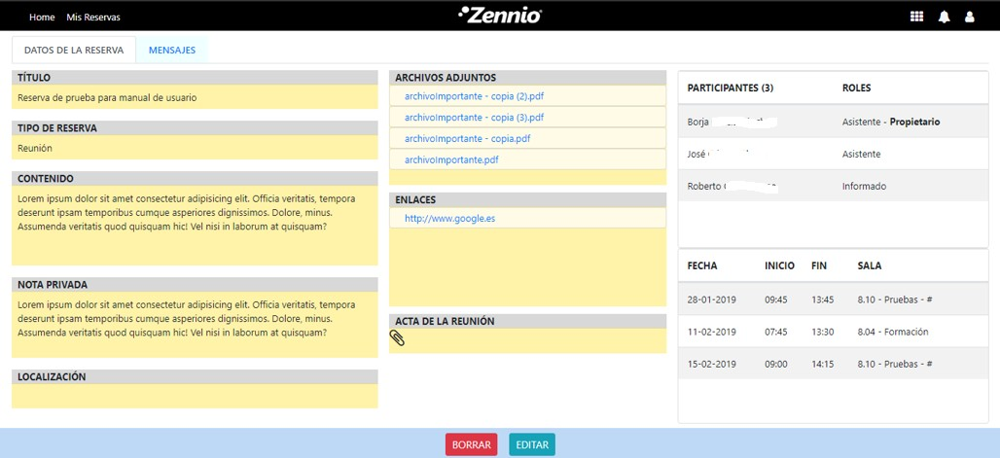 Home Mis Reservas
Zennio
DATOS DE LA RESERVA MENSAJES
TÍTULO
Reserva de prueba para manual de usuario
TIPO DE RESERVA
Reunión
CONTENIDO
Lorem ipsum dolor sit amet consectetur adipisicing elit. Officia veritatis, tempora
deserunt ipsam temporibus cumque asperiores dignissimos. Dolore, minus.
Assumenda veritatis quod quisquam hic! Vel nisi in laborum at quisquam?
NOTA PRIVADA
Lorem ipsum dolor sit amet consectetur adipisicing elit. Officia veritatis, tempora
deserunt ipsam temporibus cumque asperiores dignissimos. Dolore, minus.
Assumenda veritatis quod quisquam hic! Vel nisi in laborum at quisquam?
LOCALIZACIÓN
ARCHIVOS ADJUNTOS
archivoImportante - copia (2).pdf
archivoImportante - copia (3).pdf
archivoImportante - copia.pdf
archivoImportante.pdf
ENLACES
http://www.google.es
ACTA DE LA REUNIÓN
PARTICIPANTES (3) ROLES
Borja Asistente - Propietario
José Asistente
Roberto Informado
FECHA INICIO FIN SALA
28-01-2019 09:45 13:45 8.10 - Pruebas - #
11-02-2019 07:45 13:30 8.04 - Formación
15-02-2019 09:00 14:15 8.10 - Pruebas - #
BORRAR EDITAR